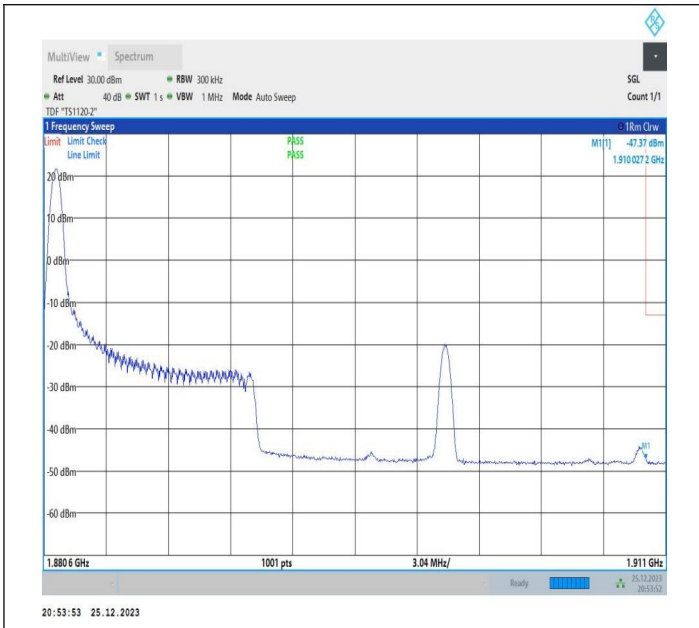 R S
MultiView Spectrum
Ref Level 30.00 dBm RBW 300 kHz SGL
Att 40 dB SWT 1 s VBW 1 MHz Mode Auto Sweep Count 1/1
TDF "TS1120-2"
1 Frequency Sweep 1Rm Clrw
Limit Limit Check PASS M1[1] -47.37 dBm
Line Limit PASS 1.910 027 2 GHz
20 dBm
10 dBm
0 dBm
-10 dBm
-20 dBm
-30 dBm
-40 dBm
M1
-50 dBm
-60 dBm
1.880 6 GHz 1001 pts 3.04 MHz/ 1.911 GHz
Ready 25.12.2023
20:53:52
20:53:53 25.12.2023